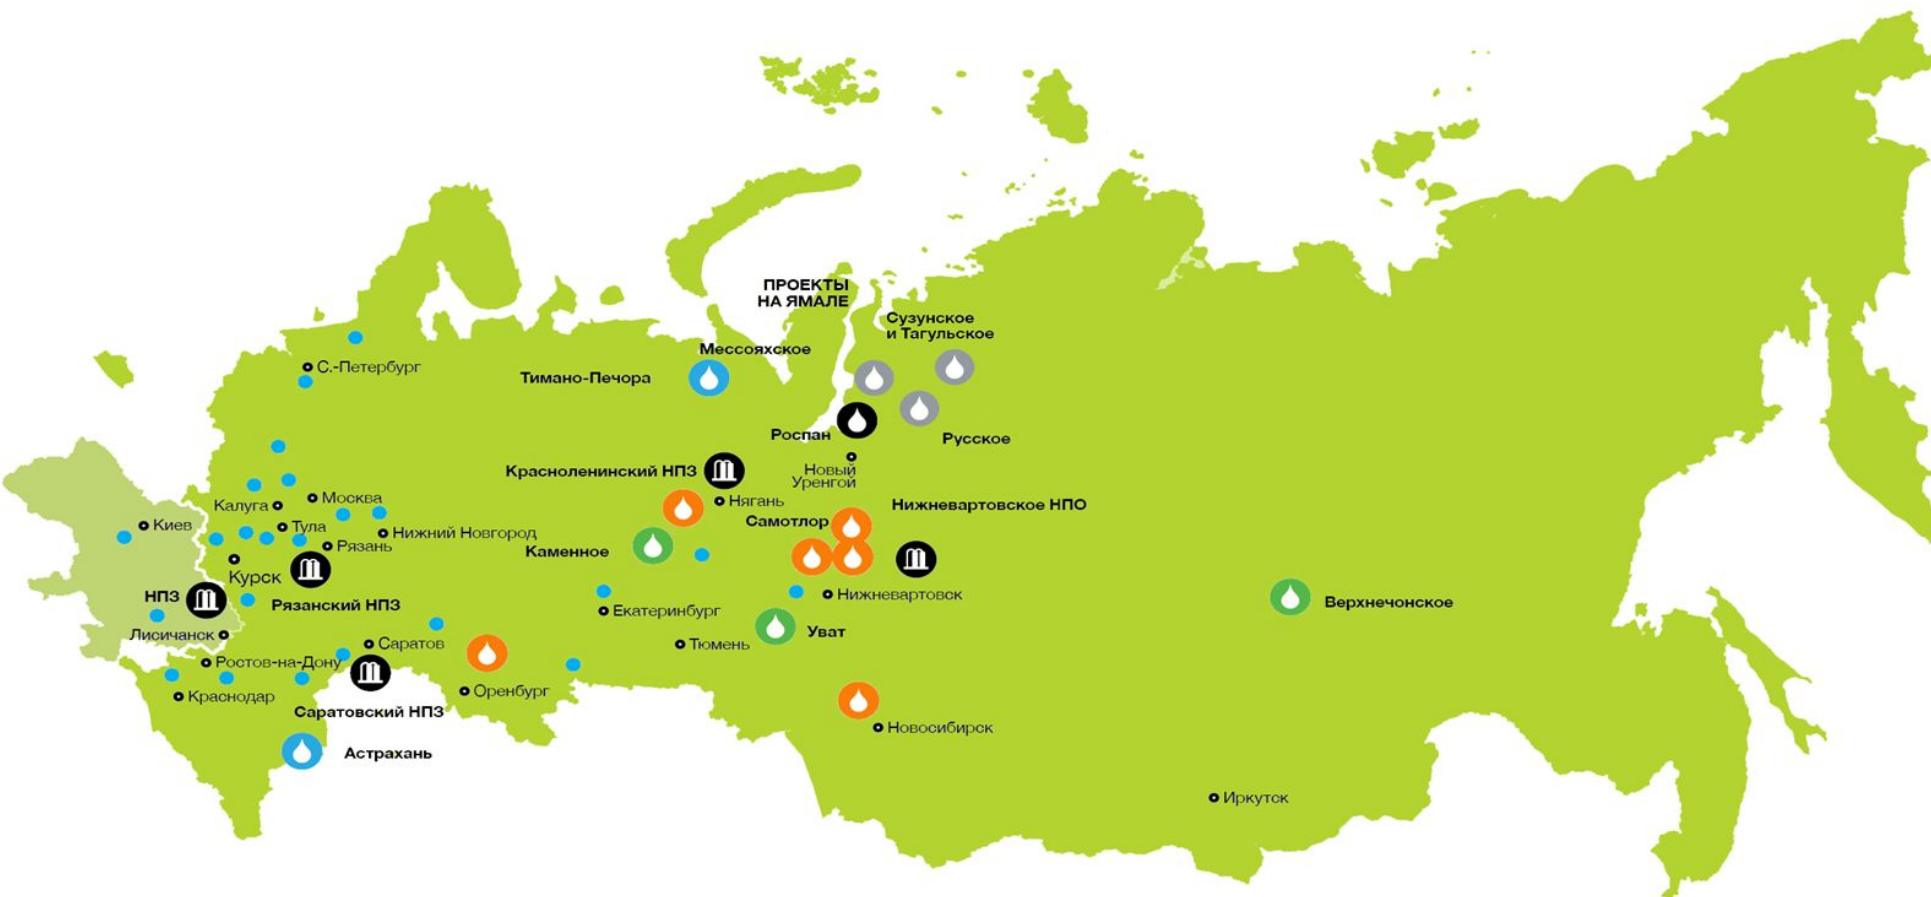 ПРОЕКТЫ
НА ЯМАЛЕ
Сузунское
и Тагульское
Мессояхское
С.-Петербург
Тимано-Печора
Роспан
Русское
Красноленинский НПЗ
Новый
Уренгой
Калуга
Москва
Нягань
Нижневартовское НПО
Киев
Тула
Самотлор
Нижний Новгород
Рязань
Каменное
Курск
НПЗ
Рязанский НПЗ
Нижневартовск
Верхнечонское
Екатеринбург
Лисичанск
Уват
Саратов
Тюмень
Ростов-на-Дону
Оренбург
Краснодар
Саратовский НПЗ
Новосибирск
Астрахань
Иркутск